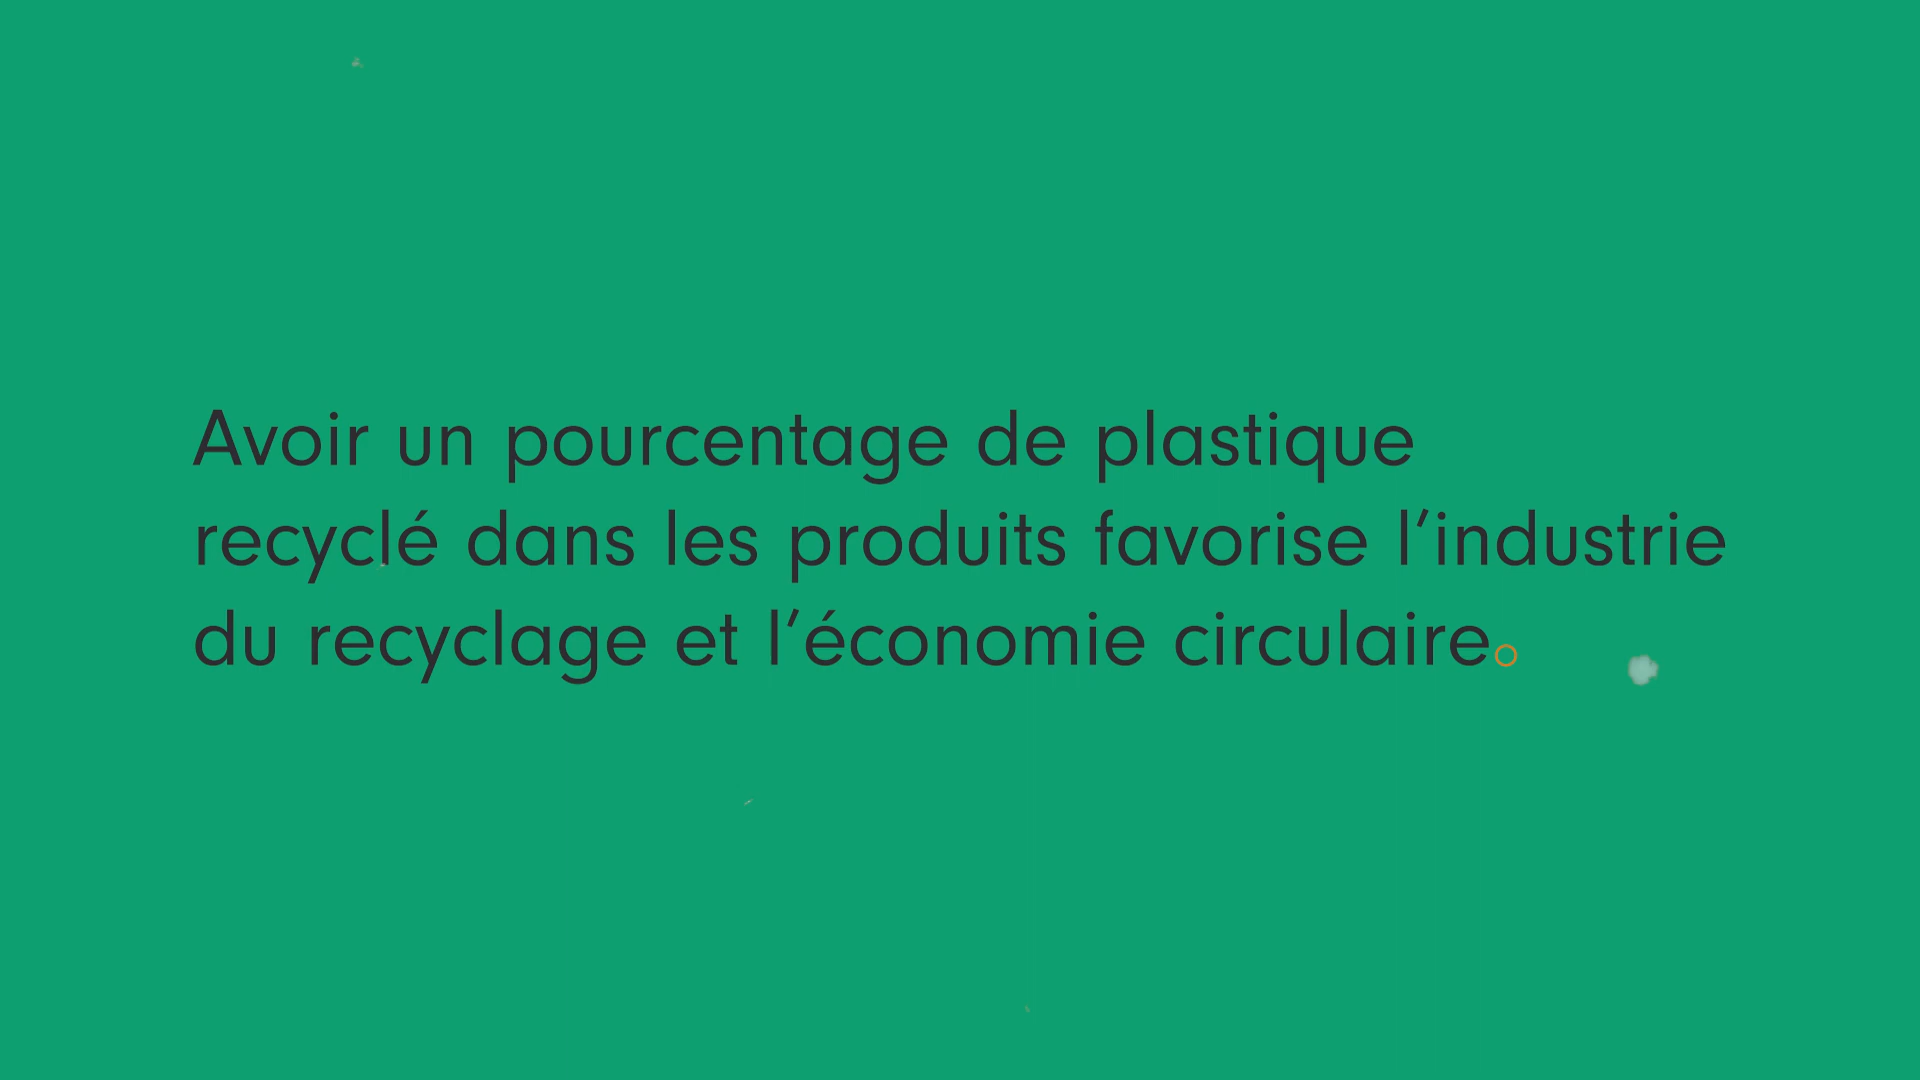 Avoir un pourcentage de plastique
recyclé dans les produits favorise l’industrie
du recyclage et l’économie circulaire.